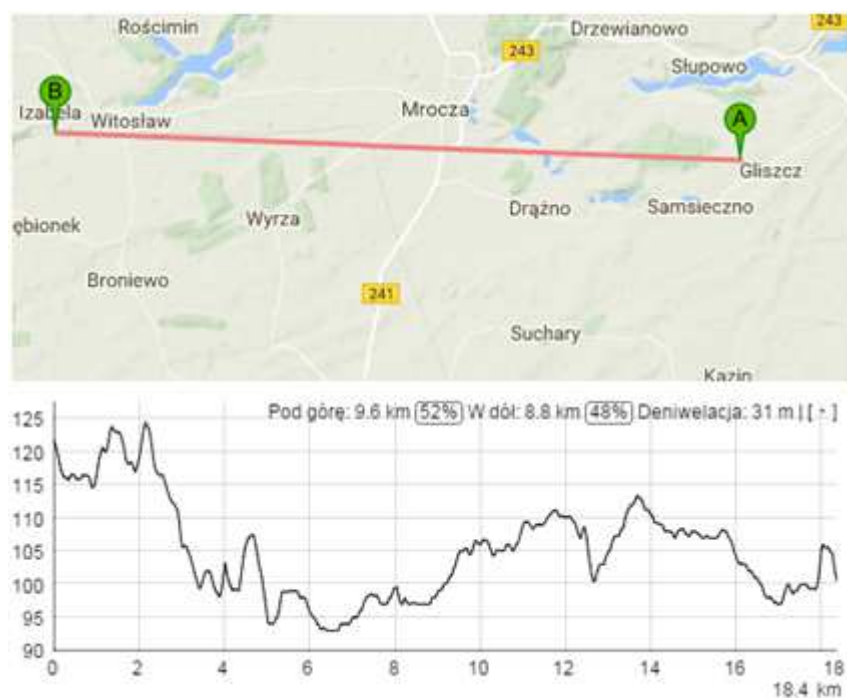 Rościmin
243
Drzewianowo
243
Słupowo
B
Izabela
Witosław
Mrocza
A
Gliszcz
ębionek
Wyrza
Drążno
Samsieczno
Broniewo
241
Suchary
Kazin
Pod górę: 9.6 km 52% W dół: 8.8 km 48% Deniwelacja: 31 m | [ + ]
125
120
115
110
105
100
95
90
0 2 4 6 8 10 12 14 16 18
18.4 km